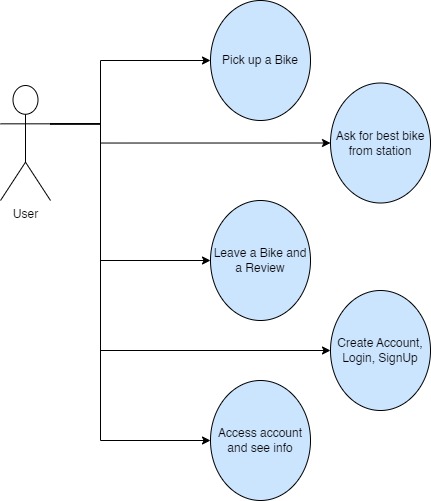 Pick up a Bike
Ask for best bike
from station
User
Leave a Bike and
a Review
Create Account,
Login, SignUp
Access account
and see info